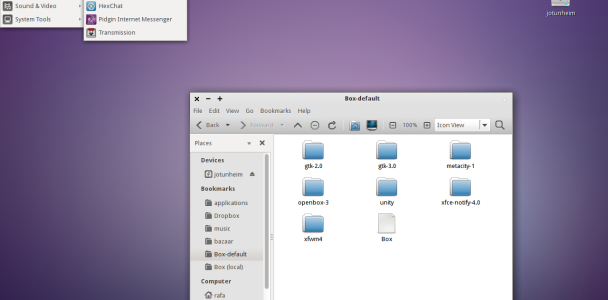 Sound & Video
System Tools
HexChat
Pidgin Internet Messenger
Transmission
jotunheim
Box-default
File Edit View Go Bookmarks Help
Back Forward 100% Icon View
Places
Devices
jotunheim
Bookmarks
applications
Dropbox
music
bazaar
Box-default
Box (local)
Computer
rafa
gtk-2.0 gtk-3.0 metacity-1
openbox-3 unity xfce-notify-4.0
xfwm4 Box